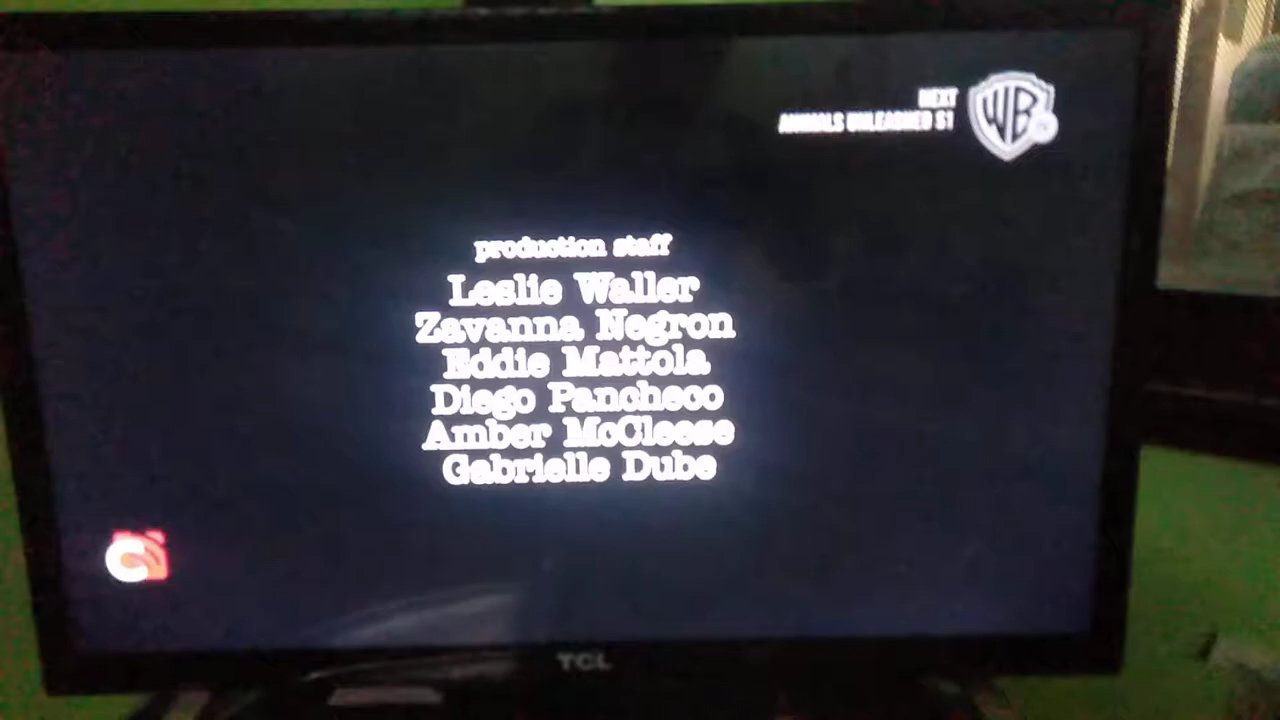 NEXT
ANIMALS UNLEASHED S1
WB
production staff
Leslie Waller
Zavanna Negron
Eddie Mattola
Diego Pancheco
Amber McCleese
Gabrielle Dube
TCL